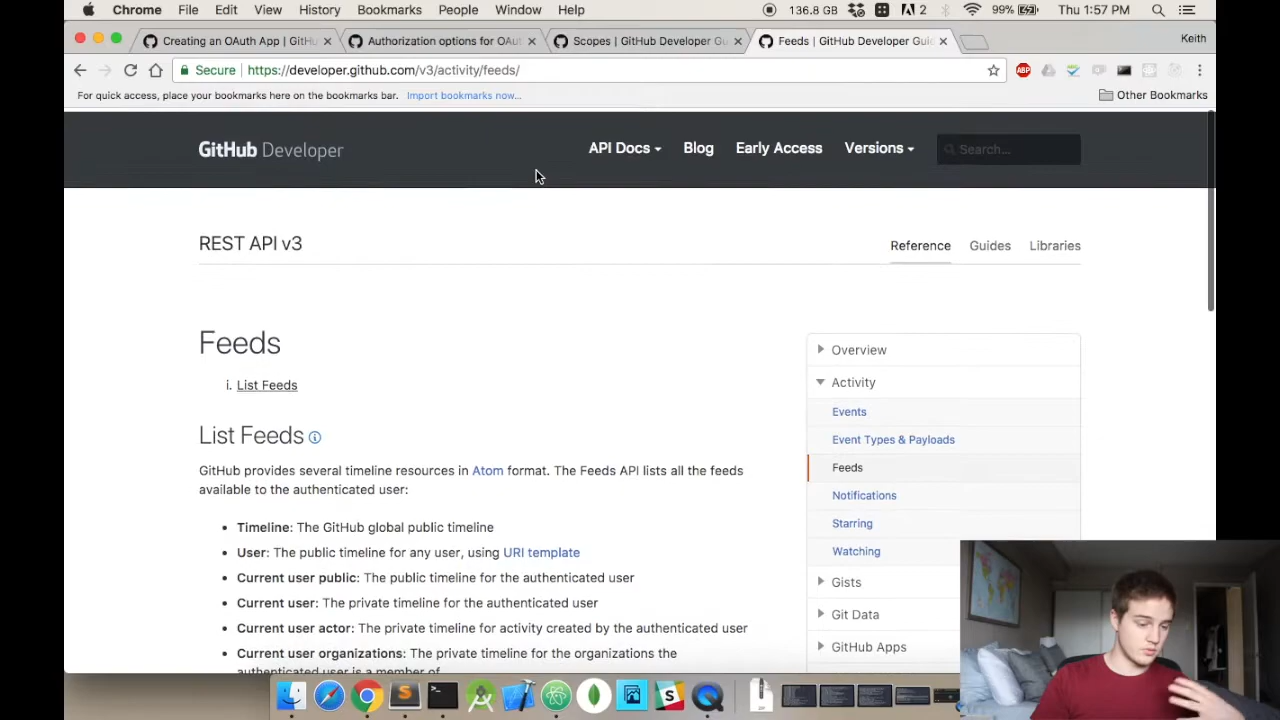 Chrome File Edit View History Bookmarks People Window Help 136.8 GB 2 99% Thu 1:57 PM
Creating an OAuth App | GitHu Authorization options for OAut Scopes | GitHub Developer Gu Feeds | GitHub Developer Guid Keith
Secure https://developer.github.com/v3/activity/feeds/ ABP
For quick access, place your bookmarks here on the bookmarks bar. Import bookmarks now... Other Bookmarks
GitHub Developer API Docs Blog Early Access Versions Search...
REST API v3 Reference Guides Libraries
Feeds
i. List Feeds
List Feeds
GitHub provides several timeline resources in Atom format. The Feeds API lists all the feeds
available to the authenticated user:
Timeline: The GitHub global public timeline
User: The public timeline for any user, using URI template
Current user public: The public timeline for the authenticated user
Current user: The private timeline for the authenticated user
Current user actor: The private timeline for activity created by the authenticated user
Current user organizations: The private timeline for the organizations the
authenticated user is a member of
Overview
Activity
Events
Event Types & Payloads
Feeds
Notifications
Starring
Watching
Gists
Git Data
GitHub Apps